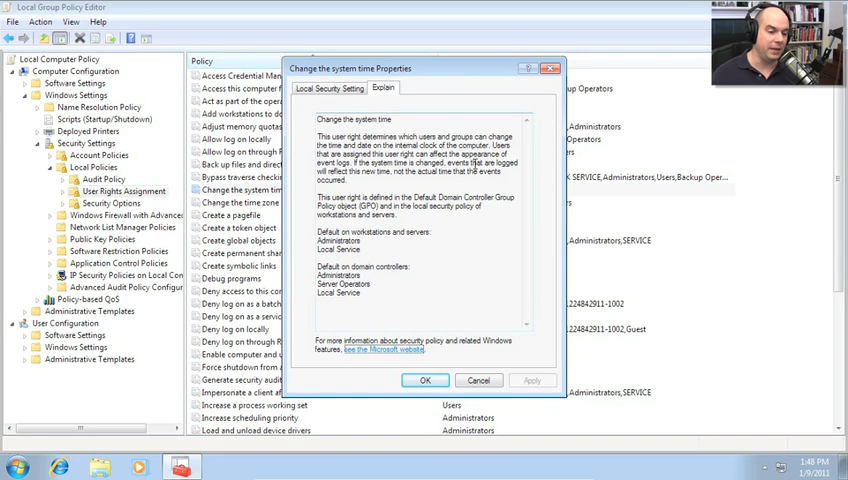 Local Group Policy Editor
File Action View Help
Local Computer Policy
Computer Configuration
Software Settings
Windows Settings
Name Resolution Policy
Scripts (Startup/Shutdown)
Deployed Printers
Security Settings
Account Policies
Local Policies
Audit Policy
User Rights Assignment
Security Options
Windows Firewall with Advanced
Network List Manager Policies
Public Key Policies
Software Restriction Policies
Application Control Policies
IP Security Policies on Local Con
Advanced Audit Policy Configur
Policy-based QoS
Administrative Templates
User Configuration
Software Settings
Windows Settings
Administrative Templates
Policy
Access Credential Ma
Access this computer
Act as part of the ope
Add workstations to do
Adjust memory quotas
Allow log on locally
Allow log on through
Back up files and direc
Bypass traverse checkin
Change the system tim
Change the time zone
Create a pagefile
Create a token object
Create global objects
Create permanent shar
Create symbolic links
Debug programs
Deny access to this con
Deny log on as a batch
Deny log on as a servic
Deny log on locally
Deny log on through R
Enable computer and u
Force shutdown from a
Generate security audit
Impersonate a client af
Increase a process working set
Increase scheduling priority
Load and unload device drivers
up Operators
K SERVICE,Administrators,Users,Backup Oper...
s,SERVICE
224842911-1002
224842911-1002,Guest
s,SERVICE
Users
Administrators
Administrators
Change the system time Properties
Local Security Setting Explain
Change the system time
This user right determines which users and groups can change
the time and date on the internal clock of the computer. Users
that are assigned this user right can affect the appearance of
event logs. If the system time is changed, events that are logged
will reflect this new time, not the actual time that the events
occurred.
This user right is defined in the Default Domain Controller Group
Policy object (GPO) and in the local security policy of
workstations and servers.
Default on workstations and servers:
Administrators
Local Service
Default on domain controllers:
Administrators
Server Operators
Local Service
For more information about security policy and related Windows
features, see the Microsoft website.
OK Cancel Apply
1:48 PM
1/9/2011